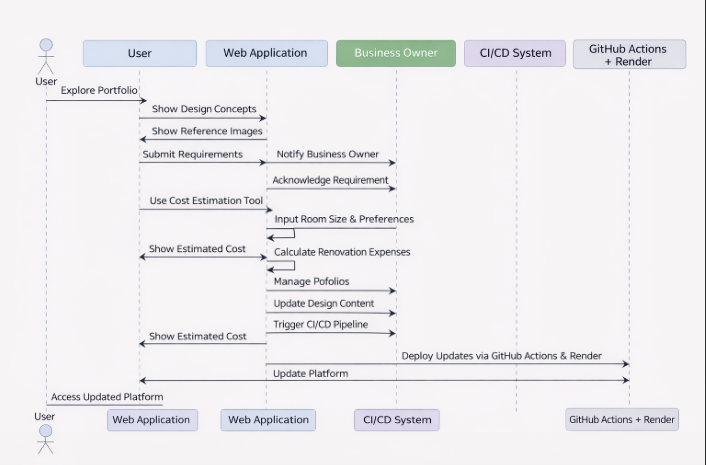 User
Web Application
Business Owner
CI/CD System
GitHub Actions
+ Render
User
Explore Portfolio
Show Design Concepts
Show Reference Images
Submit Requirements
Notify Business Owner
Acknowledge Requirement
Use Cost Estimation Tool
Input Room Size & Preferences
Show Estimated Cost
Calculate Renovation Expenses
Manage Pofolios
Update Design Content
Trigger CI/CD Pipeline
Show Estimated Cost
Deploy Updates via GitHub Actions & Render
Update Platform
Access Updated Platform
User
Web Application
Web Application
CI/CD System
GitHub Actions + Render